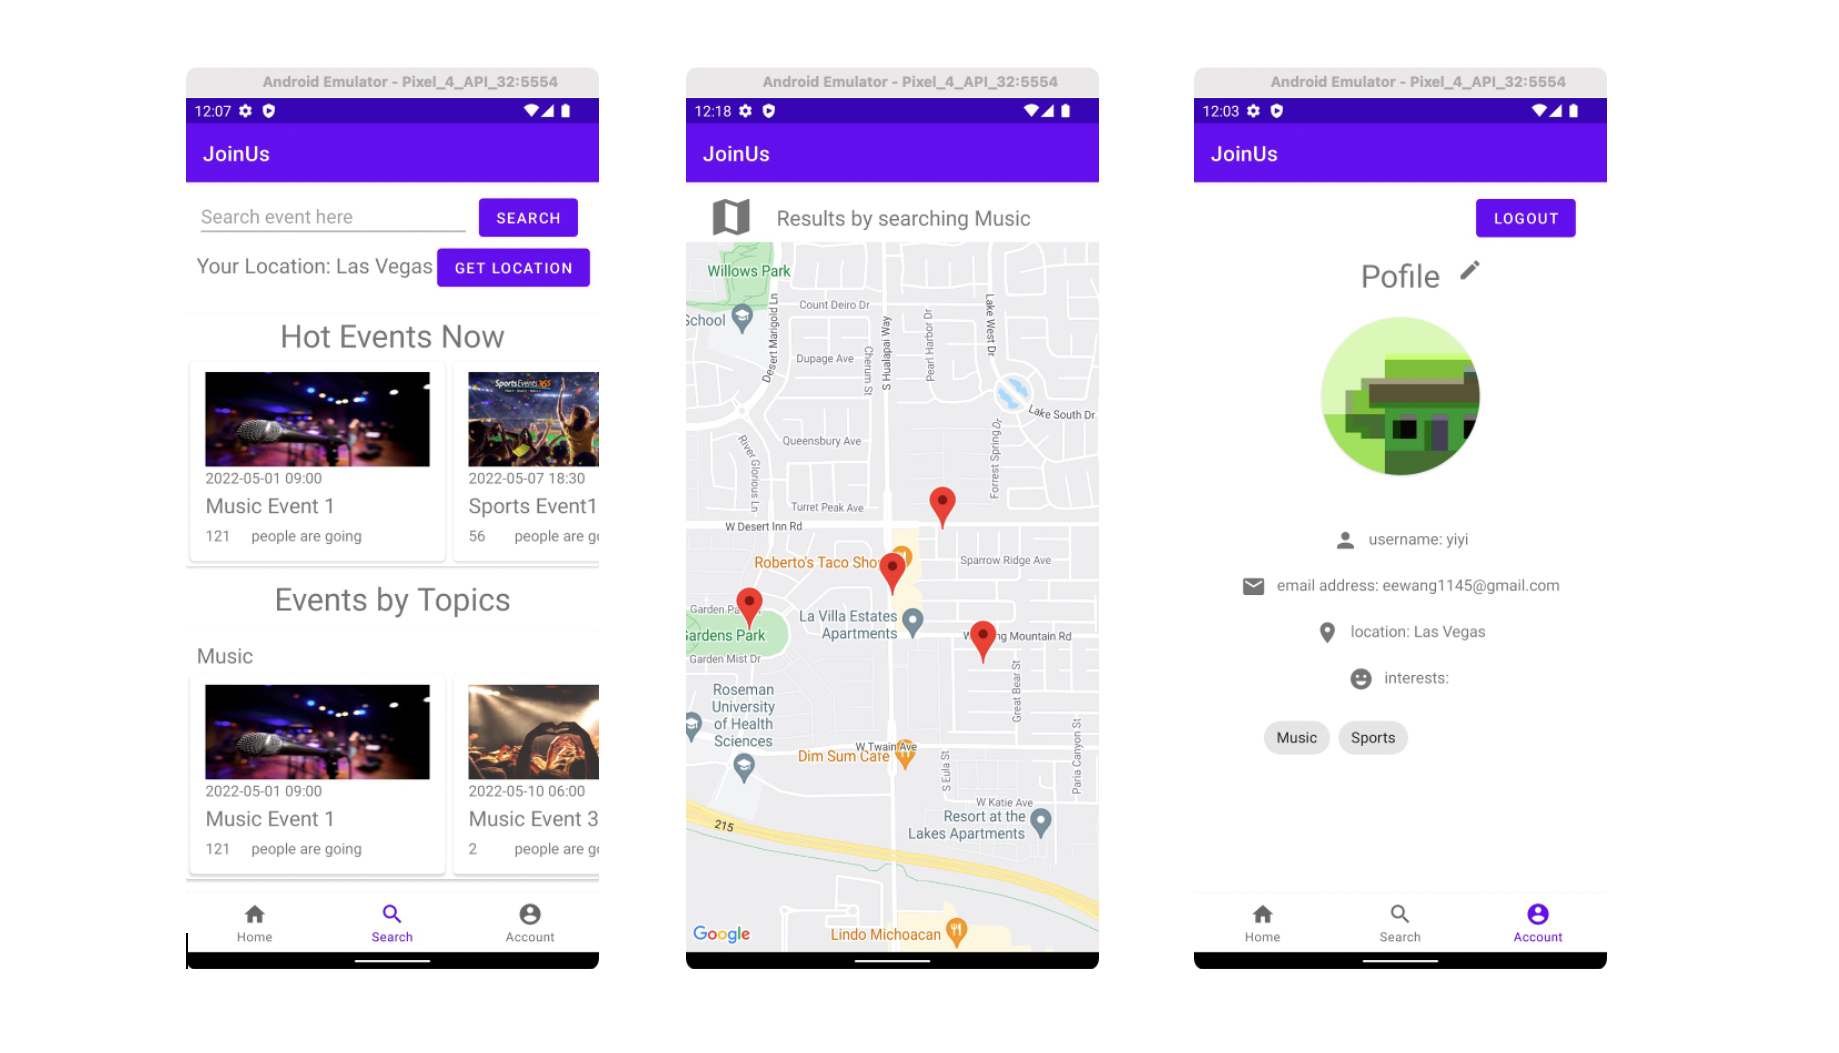 Android Emulator - Pixel_4_API_32:5554
12:07
JoinUs
Search event here
SEARCH
Your Location: Las Vegas
GET LOCATION
Hot Events Now
SportsEvents 365
2022-05-01 09:00
Music Event 1
121 people are going
2022-05-07 18:30
Sports Event1
56 people are go
Events by Topics
Music
2022-05-01 09:00
Music Event 1
121 people are going
2022-05-10 06:00
Music Event 3
2 people are go
Home
Search
Account
Android Emulator - Pixel_4_API_32:5554
12:18
JoinUs
Results by searching Music
Willows Park
Count Deiro Dr
School
Desert Marigold Ln
S Hualapai Way
Pearl Harbor Dr
Lake West Dr
Dupage Ave
Cherum St
Lake South Dr
Queensbury Ave
River Glorious Ln
Forrest Spring Dr
Turret Peak Ave
W Desert Inn Rd
Roberto's Taco Sho
Sparrow Ridge Ave
Garden Pa
La Villa Estates
Apartments
Gardens Park
W
ng Mountain Rd
Garden Mist Dr
Great Bear St
Roseman
University
of Health
Sciences
W Twain Ave
Dim Sum Cafe
S Eula St
Paria Canyon St
W Katie Ave
Resort at the
Lakes Apartments
215
Google
Lindo Michoacan
Android Emulator - Pixel_4_API_32:5554
12:03
JoinUs
LOGOUT
Pofile
username: yiyi
email address: eewang1145@gmail.com
location: Las Vegas
interests:
Music
Sports
Home
Search
Account